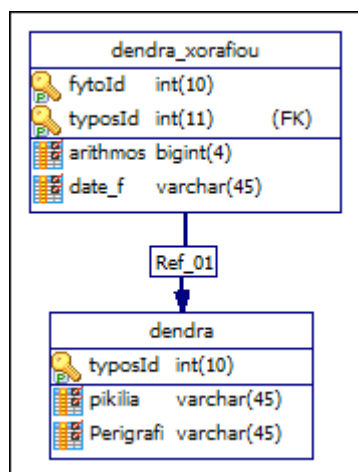 dendra_xorafiou
fytoId int(10)
typosId int(11) (FK)
arithmos bigint(4)
date_f varchar(45)
Ref_01
dendra
typosId int(10)
pikilia varchar(45)
Perigrafi varchar(45)